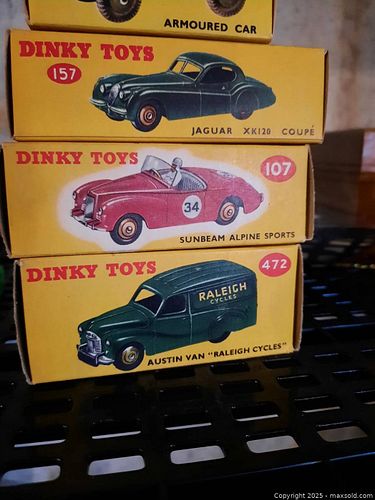 ARMOURED CAR
DINKY TOYS
157
JAGUAR XK120 COUPÉ
DINKY TOYS
107
34
SUNBEAM ALPINE SPORTS
DINKY TOYS
472
RALEIGH
CYCLES
AUSTIN VAN "RALEIGH CYCLES"
Copyright 2025 - maxsold.com